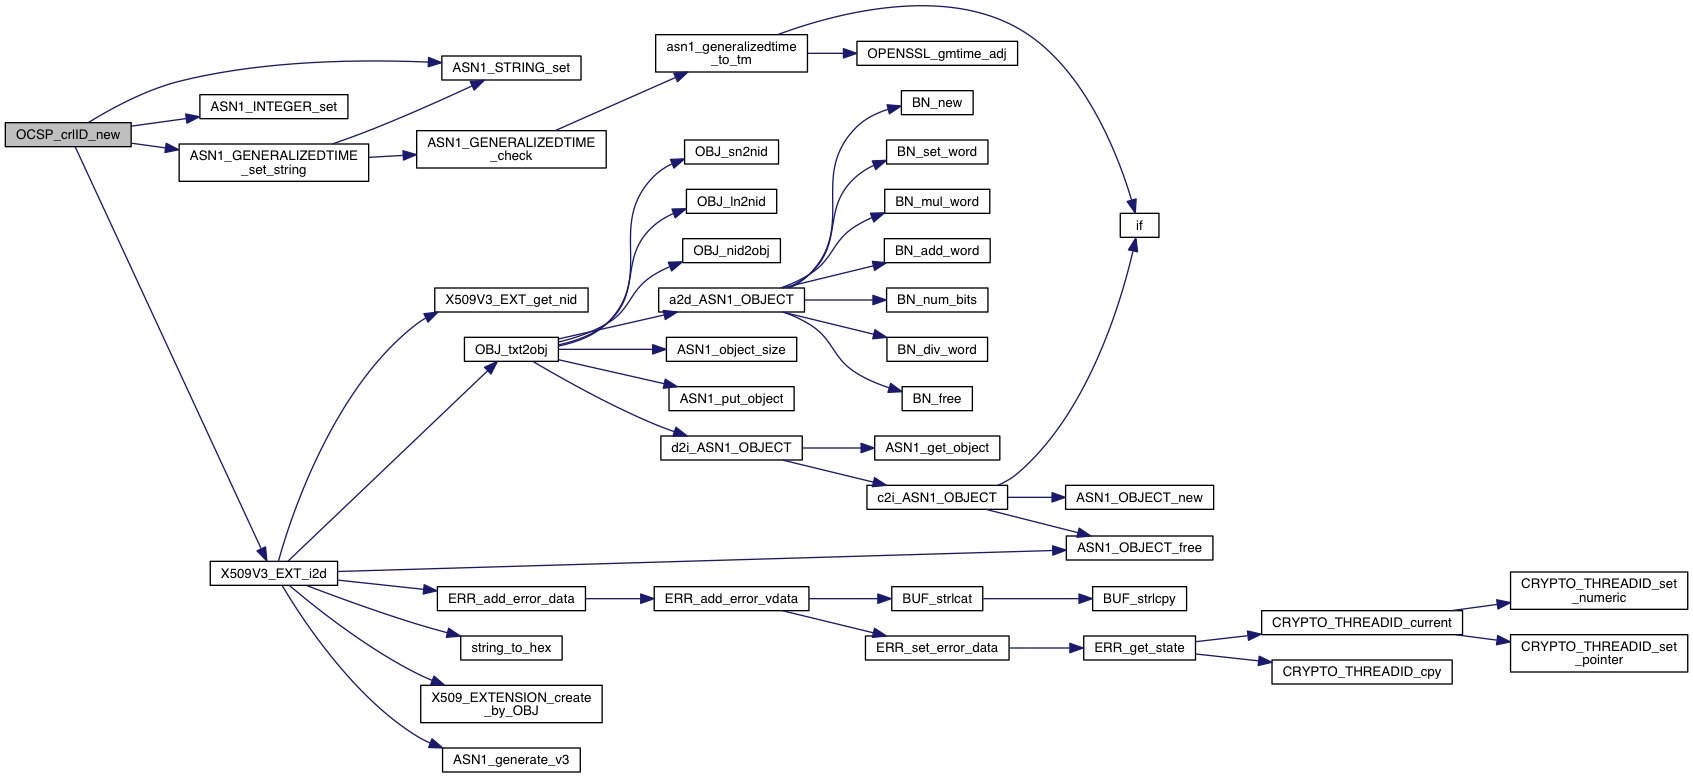 OCSP_crlID_new
ASN1_STRING_set
ASN1_INTEGER_set
ASN1_GENERALIZEDTIME
_set_string
ASN1_GENERALIZEDTIME
_check
asn1_generalizedtime
_to_tm
OPENSSL_gmtime_adj
if
X509V3_EXT_i2d
X509V3_EXT_get_nid
OBJ_txt2obj
OBJ_sn2nid
OBJ_ln2nid
OBJ_nid2obj
a2d_ASN1_OBJECT
BN_new
BN_set_word
BN_mul_word
BN_add_word
BN_num_bits
BN_div_word
BN_free
ASN1_object_size
ASN1_put_object
d2i_ASN1_OBJECT
ASN1_get_object
c2i_ASN1_OBJECT
ASN1_OBJECT_new
ASN1_OBJECT_free
ERR_add_error_data
ERR_add_error_vdata
BUF_strlcat
BUF_strlcpy
ERR_set_error_data
ERR_get_state
CRYPTO_THREADID_current
CRYPTO_THREADID_set
_numeric
CRYPTO_THREADID_set
_pointer
CRYPTO_THREADID_cpy
string_to_hex
X509_EXTENSION_create
_by_OBJ
ASN1_generate_v3